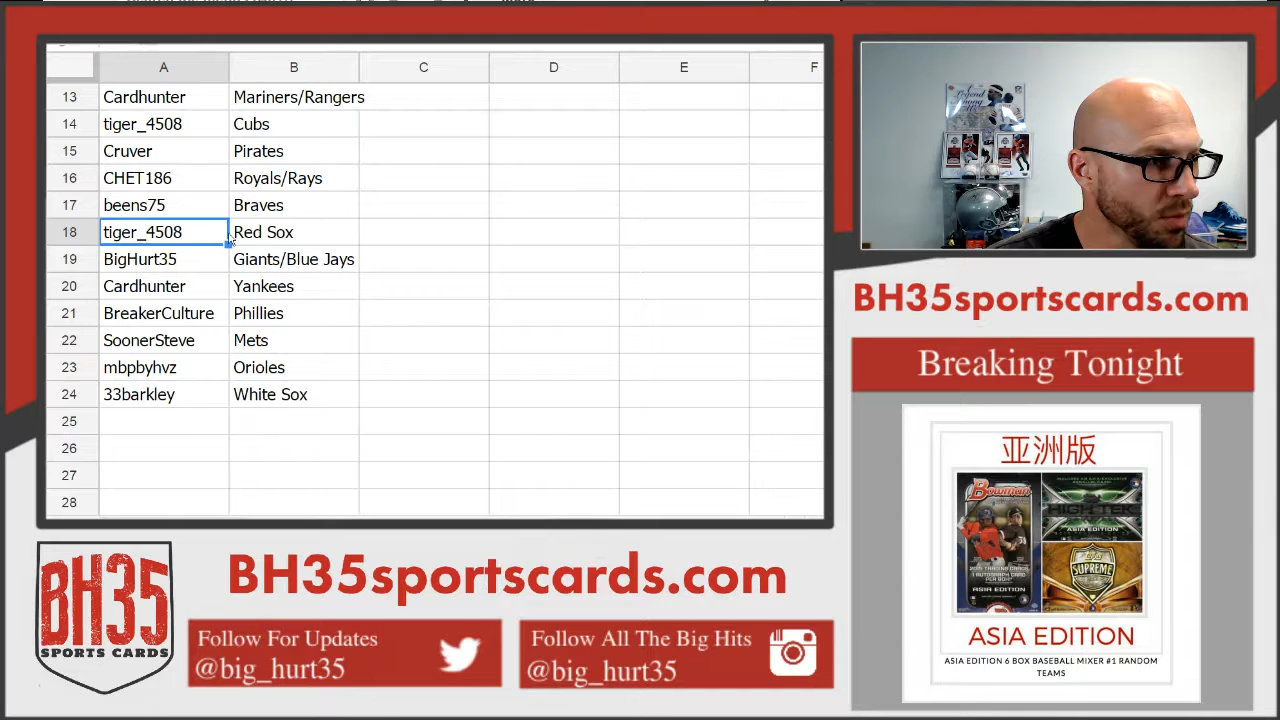 A B C D E F
13 Cardhunter Mariners/Rangers
14 tiger_4508 Cubs
15 Cruver Pirates
16 CHET186 Royals/Rays
17 beens75 Braves
18 tiger_4508 Red Sox
19 BigHurt35 Giants/Blue Jays
20 Cardhunter Yankees
21 BreakerCulture Phillies
22 SoonerSteve Mets
23 mbpbyhvz Orioles
24 33barkley White Sox
25
26
27
28
BH35sportscards.com
Breaking Tonight
亚洲版
Bowman
ASIA EDITION
HIGH TEK
ASIA EDITION
SUPREME
ASIA EDITION
ASIA EDITION 6 BOX BASEBALL MIXER #1 RANDOM
TEAMS
BH35
SPORTS CARDS
BH35sportscards.com
Follow For Updates
@big_hurt35
Follow All The Big Hits
@big_hurt35